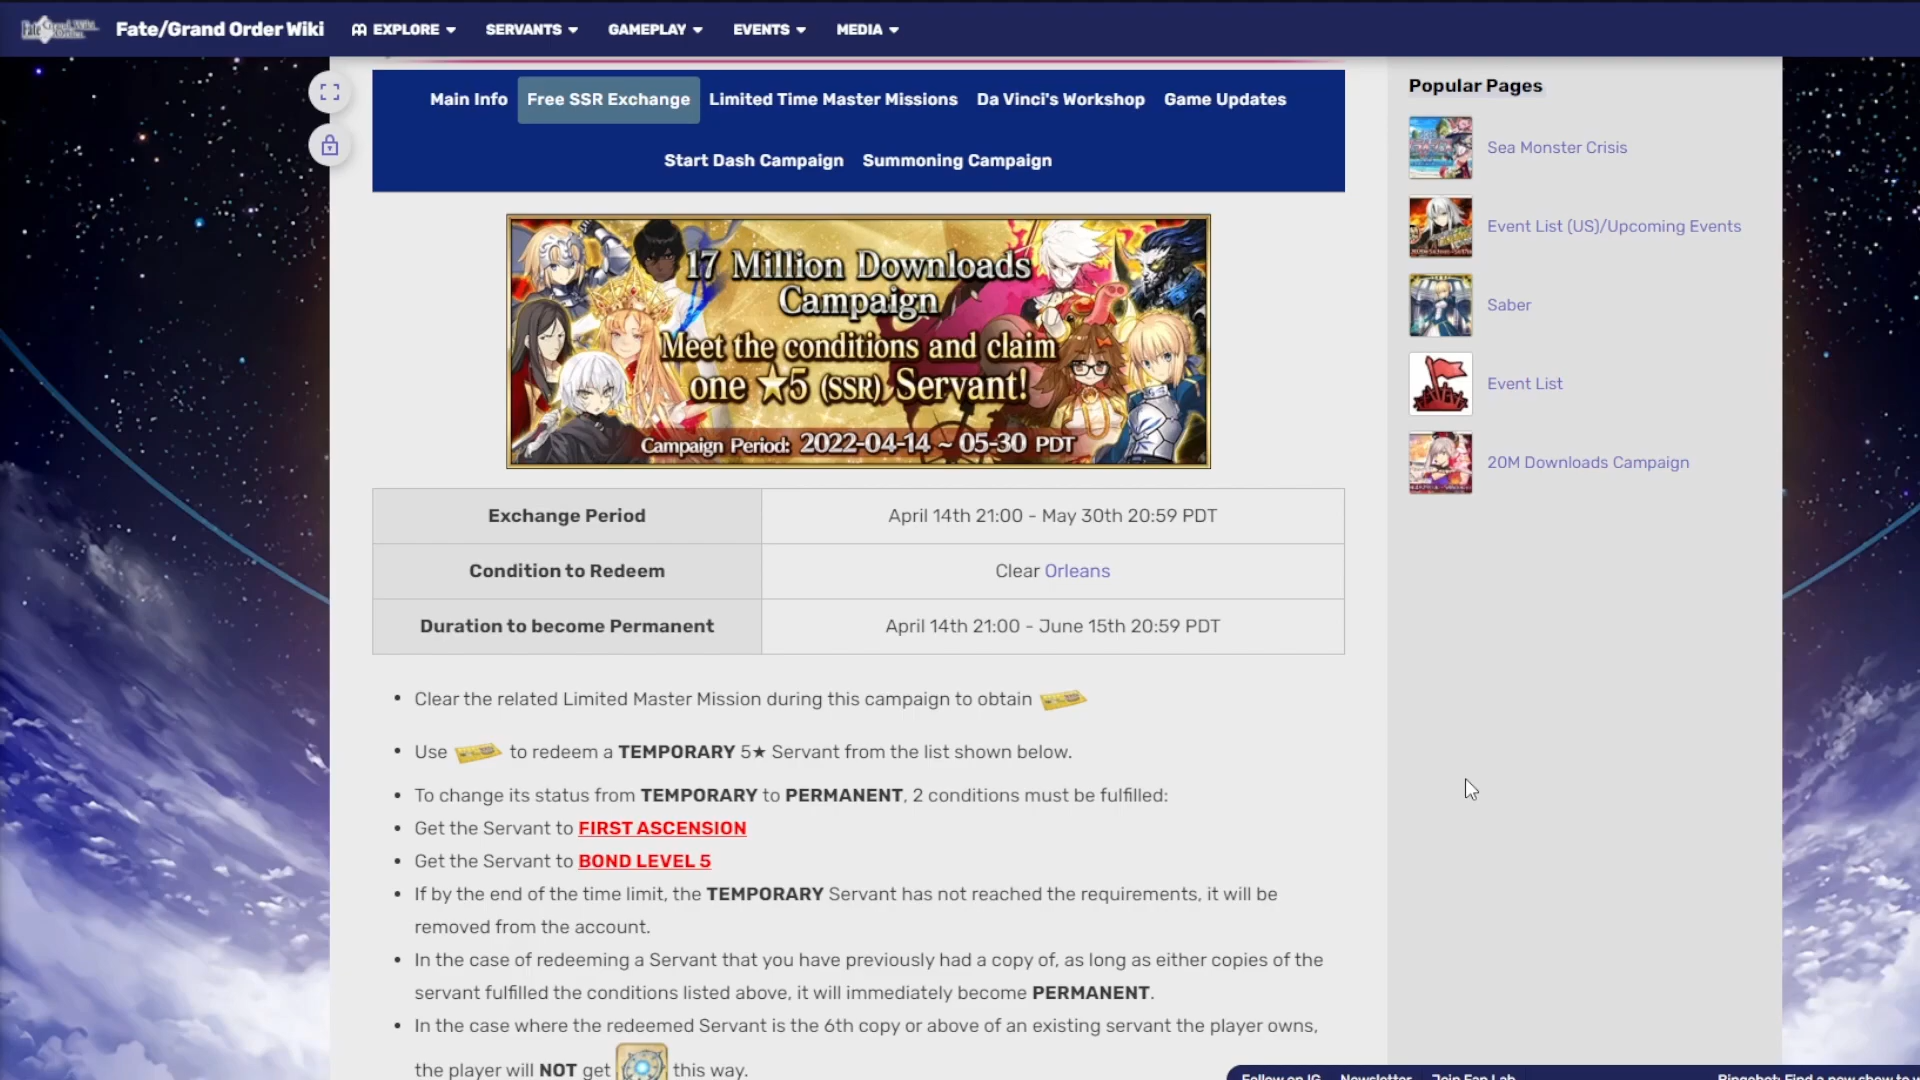 Fate/Grand Order Wiki EXPLORE SERVANTS GAMEPLAY EVENTS MEDIA
Main Info Free SSR Exchange Limited Time Master Missions Da Vinci's Workshop Game Updates
Start Dash Campaign Summoning Campaign
17 Million Downloads
Campaign
Meet the conditions and claim
one ★5 (SSR) Servant!
Campaign Period: 2022-04-14 ~ 05-30 PDT
Exchange Period April 14th 21:00 - May 30th 20:59 PDT
Condition to Redeem Clear Orleans
Duration to become Permanent April 14th 21:00 - June 15th 20:59 PDT
• Clear the related Limited Master Mission during this campaign to obtain
• Use to redeem a TEMPORARY 5★ Servant from the list shown below.
• To change its status from TEMPORARY to PERMANENT, 2 conditions must be fulfilled:
• Get the Servant to FIRST ASCENSION
• Get the Servant to BOND LEVEL 5
• If by the end of the time limit, the TEMPORARY Servant has not reached the requirements, it will be
removed from the account.
• In the case of redeeming a Servant that you have previously had a copy of, as long as either copies of the
servant fulfilled the conditions listed above, it will immediately become PERMANENT.
• In the case where the redeemed Servant is the 6th copy or above of an existing servant the player owns,
the player will NOT get this way.
Popular Pages
Sea Monster Crisis
Event List (US)/Upcoming Events
Saber
Event List
20M Downloads Campaign
Follow on IG Newsletter Join Fan Lab